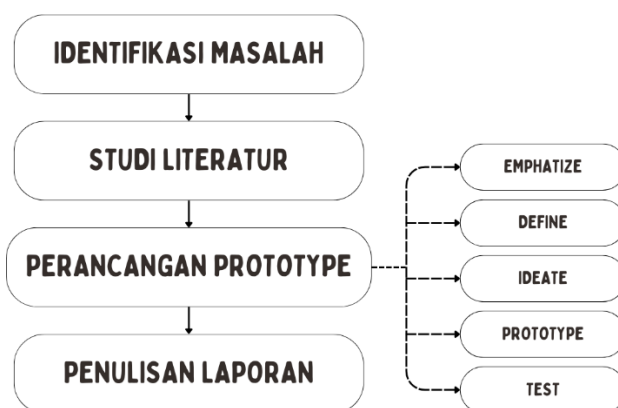 IDENTIFIKASI MASALAH
STUDI LITERATUR
PERANCANGAN PROTOTYPE
PENULISAN LAPORAN
EMPHATIZE
DEFINE
IDEATE
PROTOTYPE
TEST